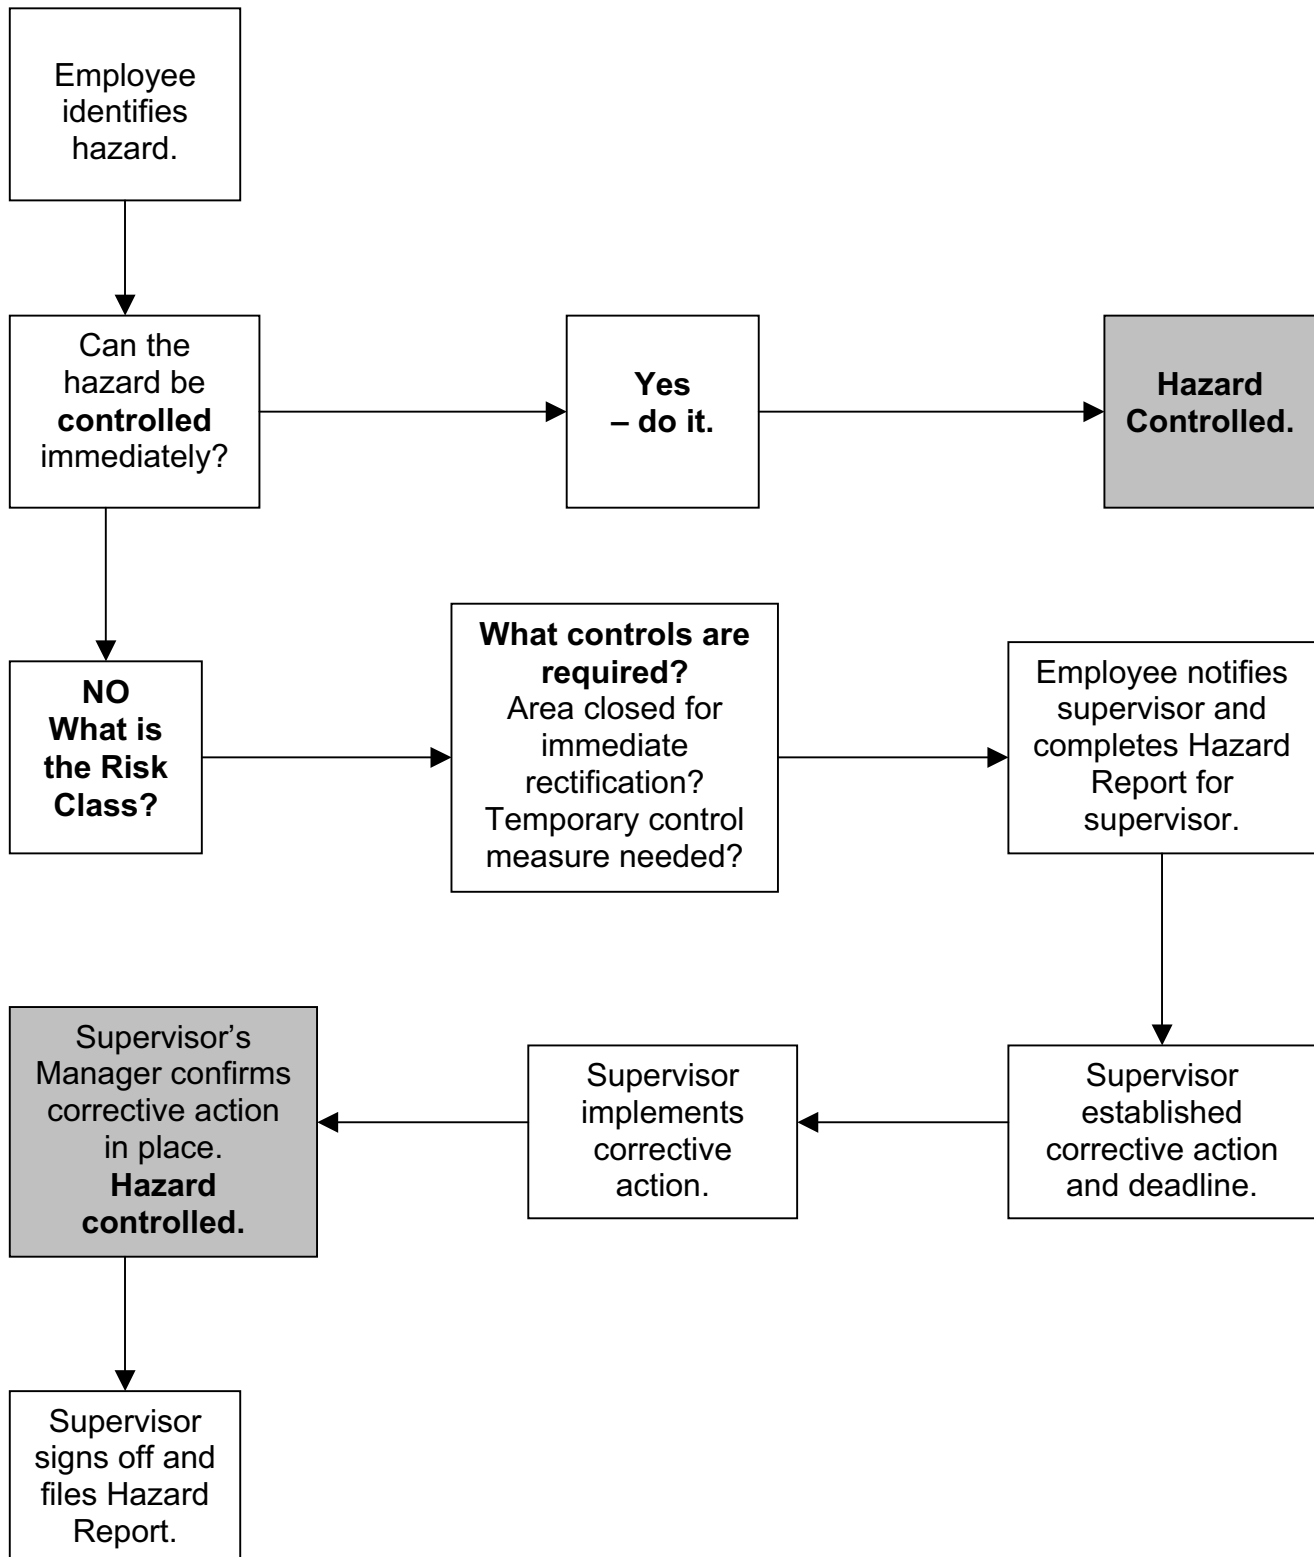 Employee
identifies
hazard.
Can the
hazard be
controlled
immediately?
Yes
– do it.
Hazard
Controlled.
NO
What is
the Risk
Class?
What controls are
required?
Area closed for
immediate
rectification?
Temporary control
measure needed?
Employee notifies
supervisor and
completes Hazard
Report for
supervisor.
Supervisor
established
corrective action
and deadline.
Supervisor
implements
corrective
action.
Supervisor’s
Manager confirms
corrective action
in place.
Hazard
controlled.
Supervisor
signs off and
files Hazard
Report.